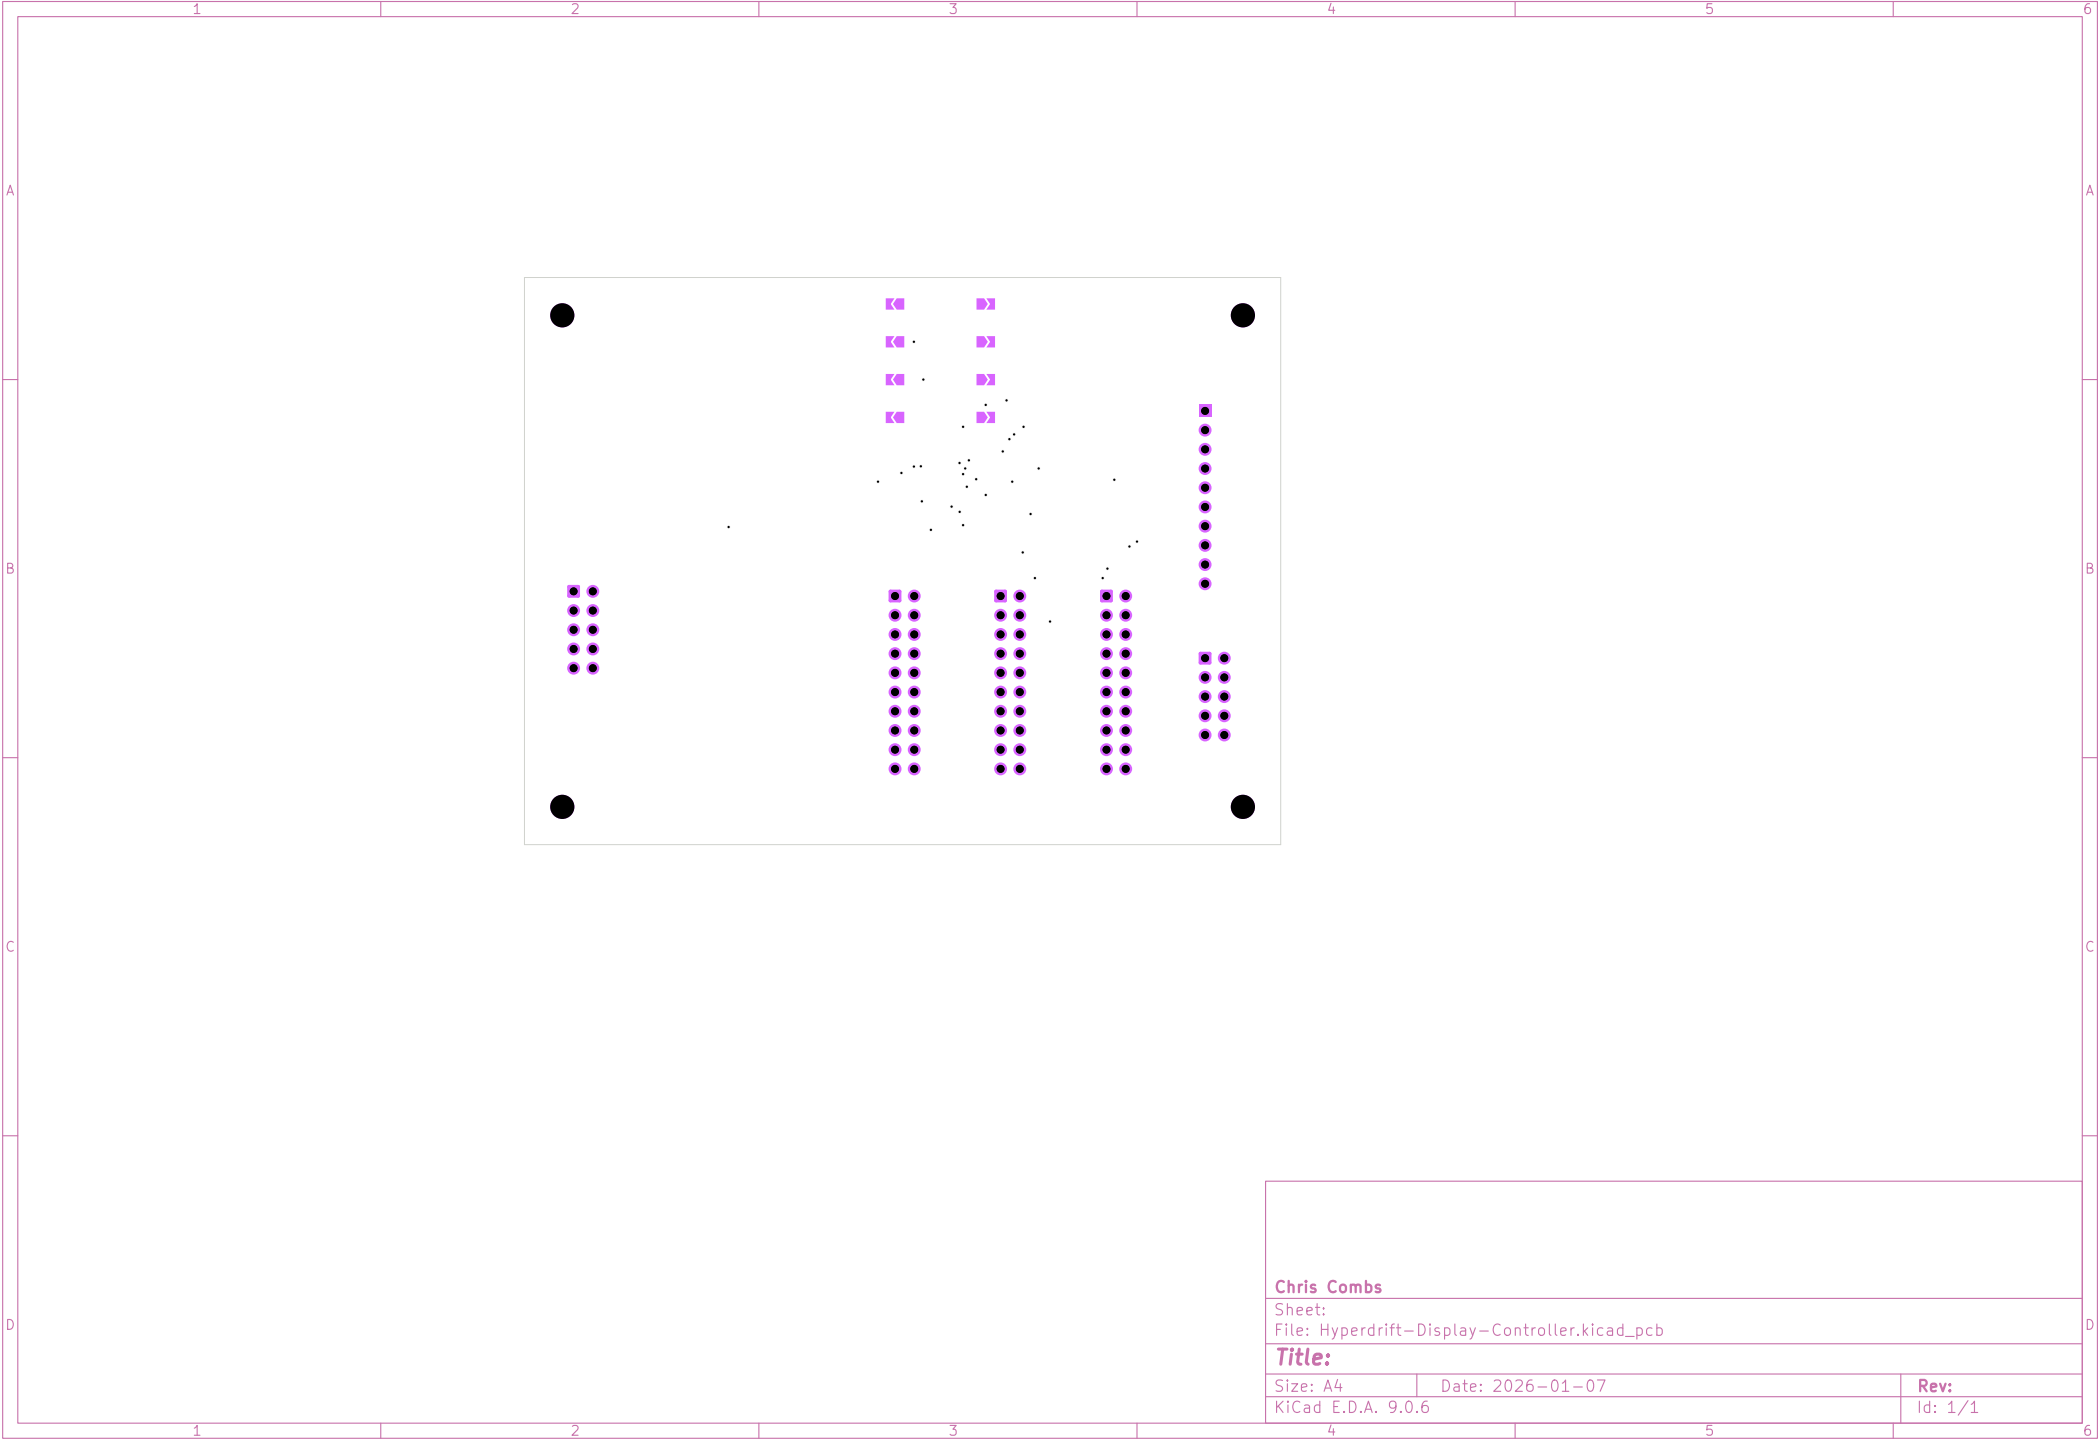 1 2 3 4 5 6
A A
B B
C C
Chris Combs
Sheet:
File: Hyperdrift-Display-Controller.kicad_pcb
D D
Title:
Size: A4 Date: 2026-01-07 Rev:
KiCad E.D.A. 9.0.6 Id: 1/1
1 2 3 4 5 6